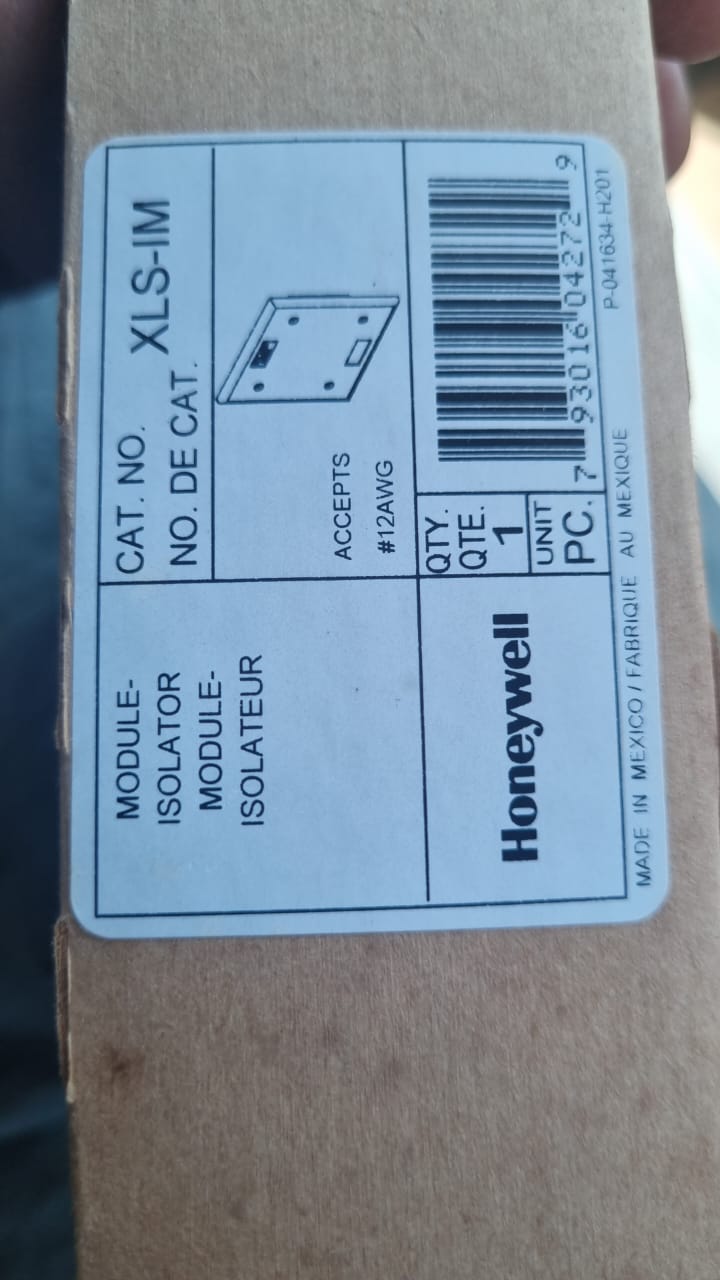 MODULE-
ISOLATOR
MODULE-
ISOLATEUR
CAT. NO.
NO. DE CAT.
XLS-IM
ACCEPTS
#12AWG
Honeywell
QTY.
QTE.
1
UNIT
PC.
7 93016 04272 9
MADE IN MEXICO / FABRIQUE AU MEXIQUE
P-041634-H201